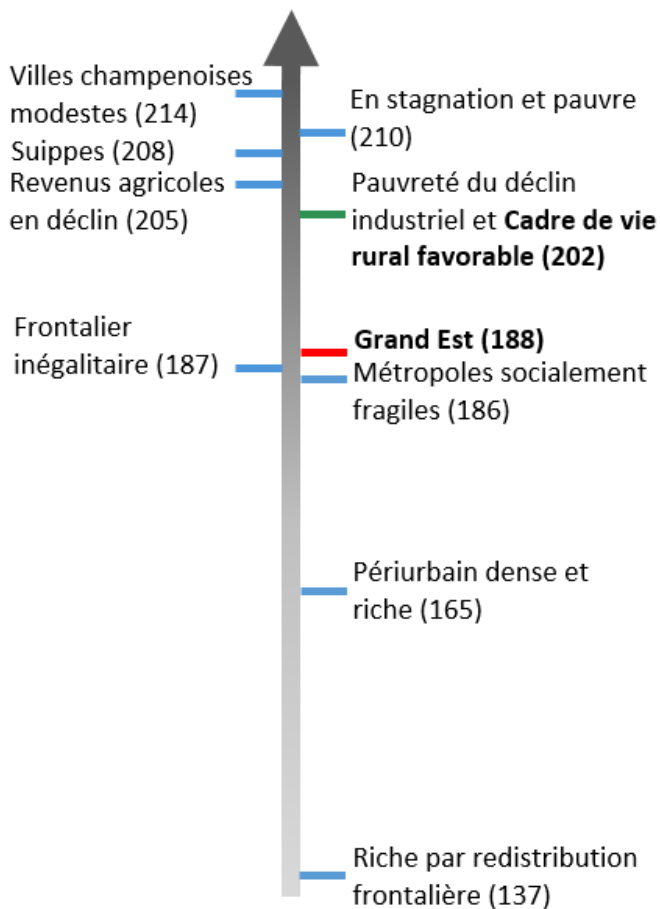 Villes champenoises
modestes (214)
En stagnation et pauvre
(210)
Suippes (208)
Revenus agricoles
en déclin (205)
Pauvreté du déclin
industriel et Cadre de vie
rural favorable (202)
Grand Est (188)
Frontalier
inégalitaire (187)
Métropoles socialement
fragiles (186)
Périurbain dense et
riche (165)
Riche par redistribution
frontalière (137)